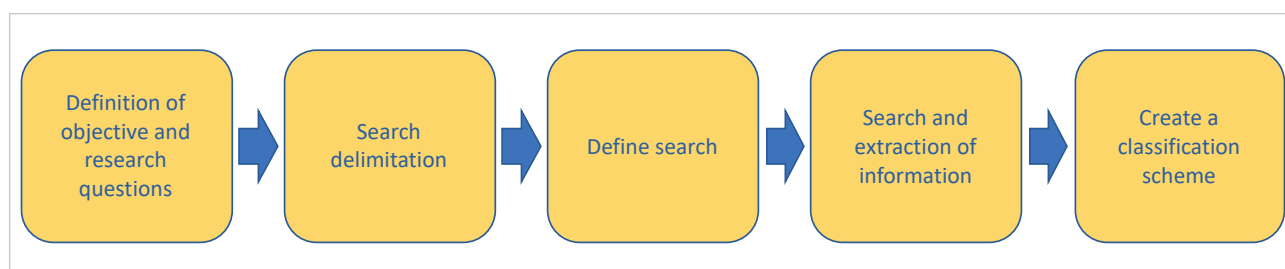 Definition of
objective and
research
questions
Search
delimitation
Define search
Search and
extraction of
information
Create a
classification
scheme